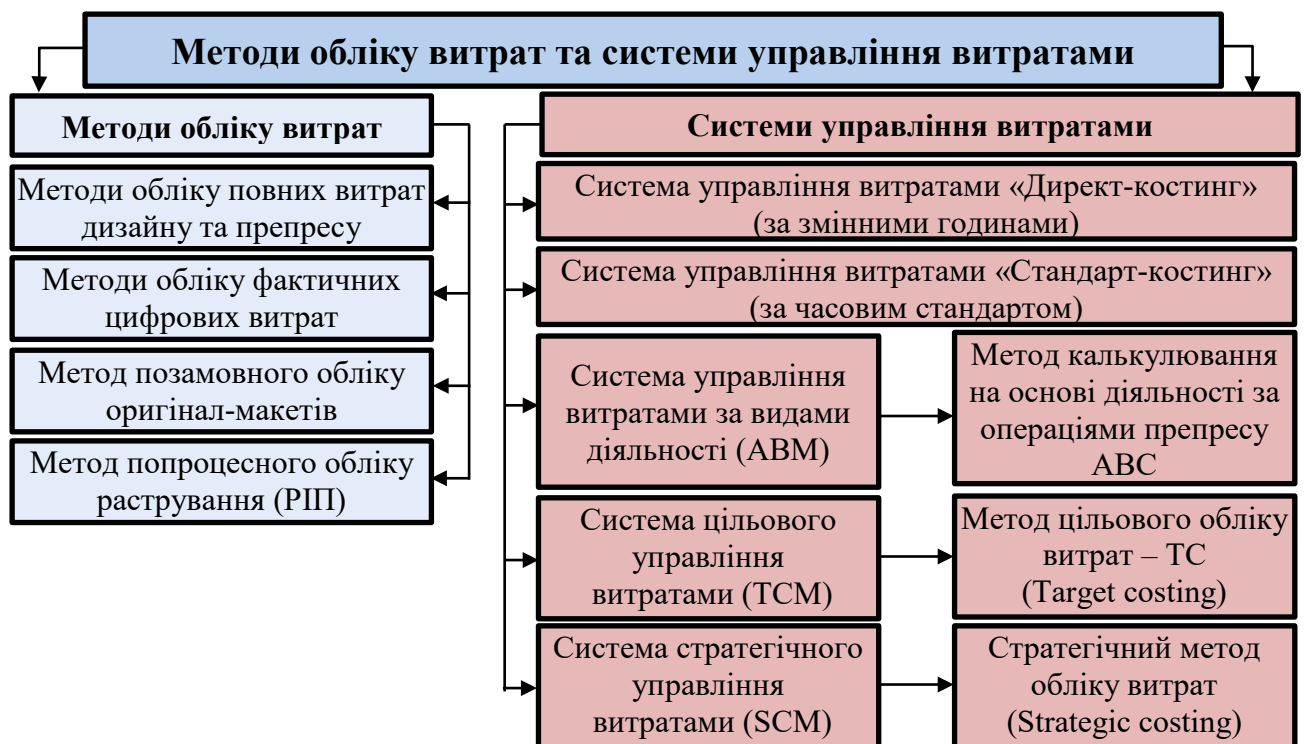 Методи обліку витрат та системи управління витратами
Методи обліку витрат
Методи обліку повних витрат
дизайну та препресу
Методи обліку фактичних
цифрових витрат
Метод позамовного обліку
оригінал-макетів
Метод попроцесного обліку
растрування (РІП)
Системи управління витратами
Система управління витратами «Директ-костинг»
(за змінними годинами)
Система управління витратами «Стандарт-костинг»
(за часовим стандартом)
Система управління
витратами за видами
діяльності (АВМ)
Метод калькулювання
на основі діяльності за
операціями препресу
АВС
Система цільового
управління
витратами (ТСМ)
Метод цільового обліку
витрат – ТС
(Target costing)
Система стратегічного
управління
витратами (SCM)
Стратегічний метод
обліку витрат
(Strategic costing)